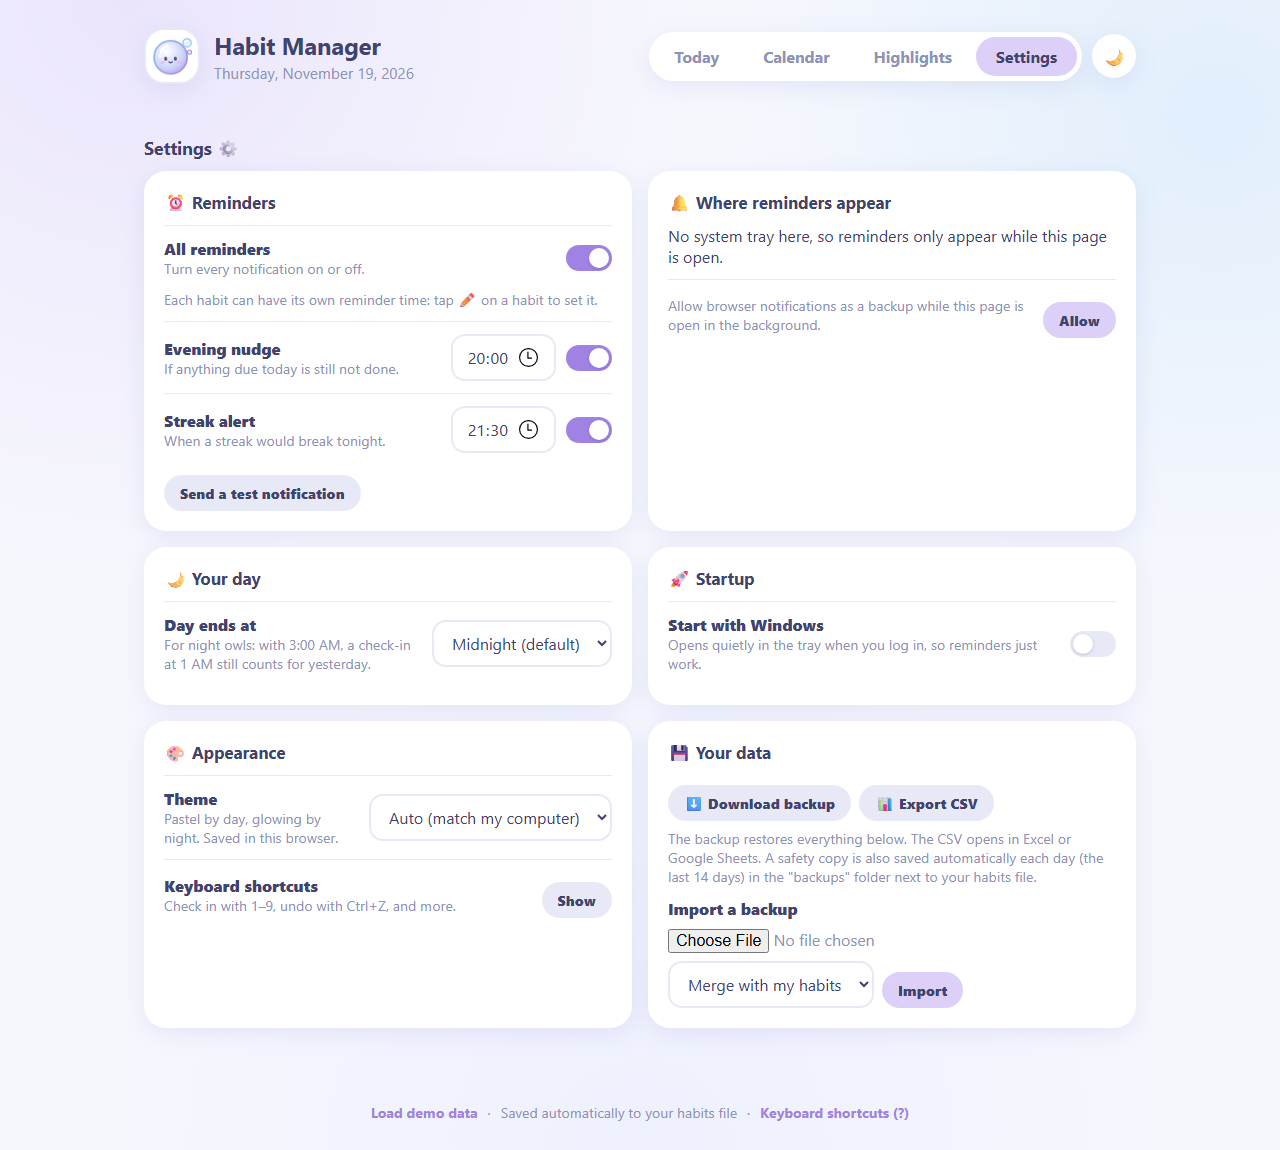 Habit Manager
Thursday, November 19, 2026
Today
Calendar
Highlights
Settings
Settings
Reminders
All reminders
Turn every notification on or off.
Each habit can have its own reminder time: tap ✏️ on a habit to set it.
Evening nudge
If anything due today is still not done.
20:00
Streak alert
When a streak would break tonight.
21:30
Send a test notification
Where reminders appear
No system tray here, so reminders only appear while this page
is open.
Allow browser notifications as a backup while this page is
open in the background.
Allow
Your day
Day ends at
For night owls: with 3:00 AM, a check-in
at 1 AM still counts for yesterday.
Midnight (default)
Startup
Start with Windows
Opens quietly in the tray when you log in, so reminders just
work.
Appearance
Theme
Pastel by day, glowing by
night. Saved in this browser.
Auto (match my computer)
Keyboard shortcuts
Check in with 1–9, undo with Ctrl+Z, and more.
Show
Your data
Download backup
Export CSV
The backup restores everything below. The CSV opens in Excel or
Google Sheets. A safety copy is also saved automatically each day (the
last 14 days) in the "backups" folder next to your habits file.
Import a backup
Choose File No file chosen
Merge with my habits
Import
Load demo data · Saved automatically to your habits file · Keyboard shortcuts (?)